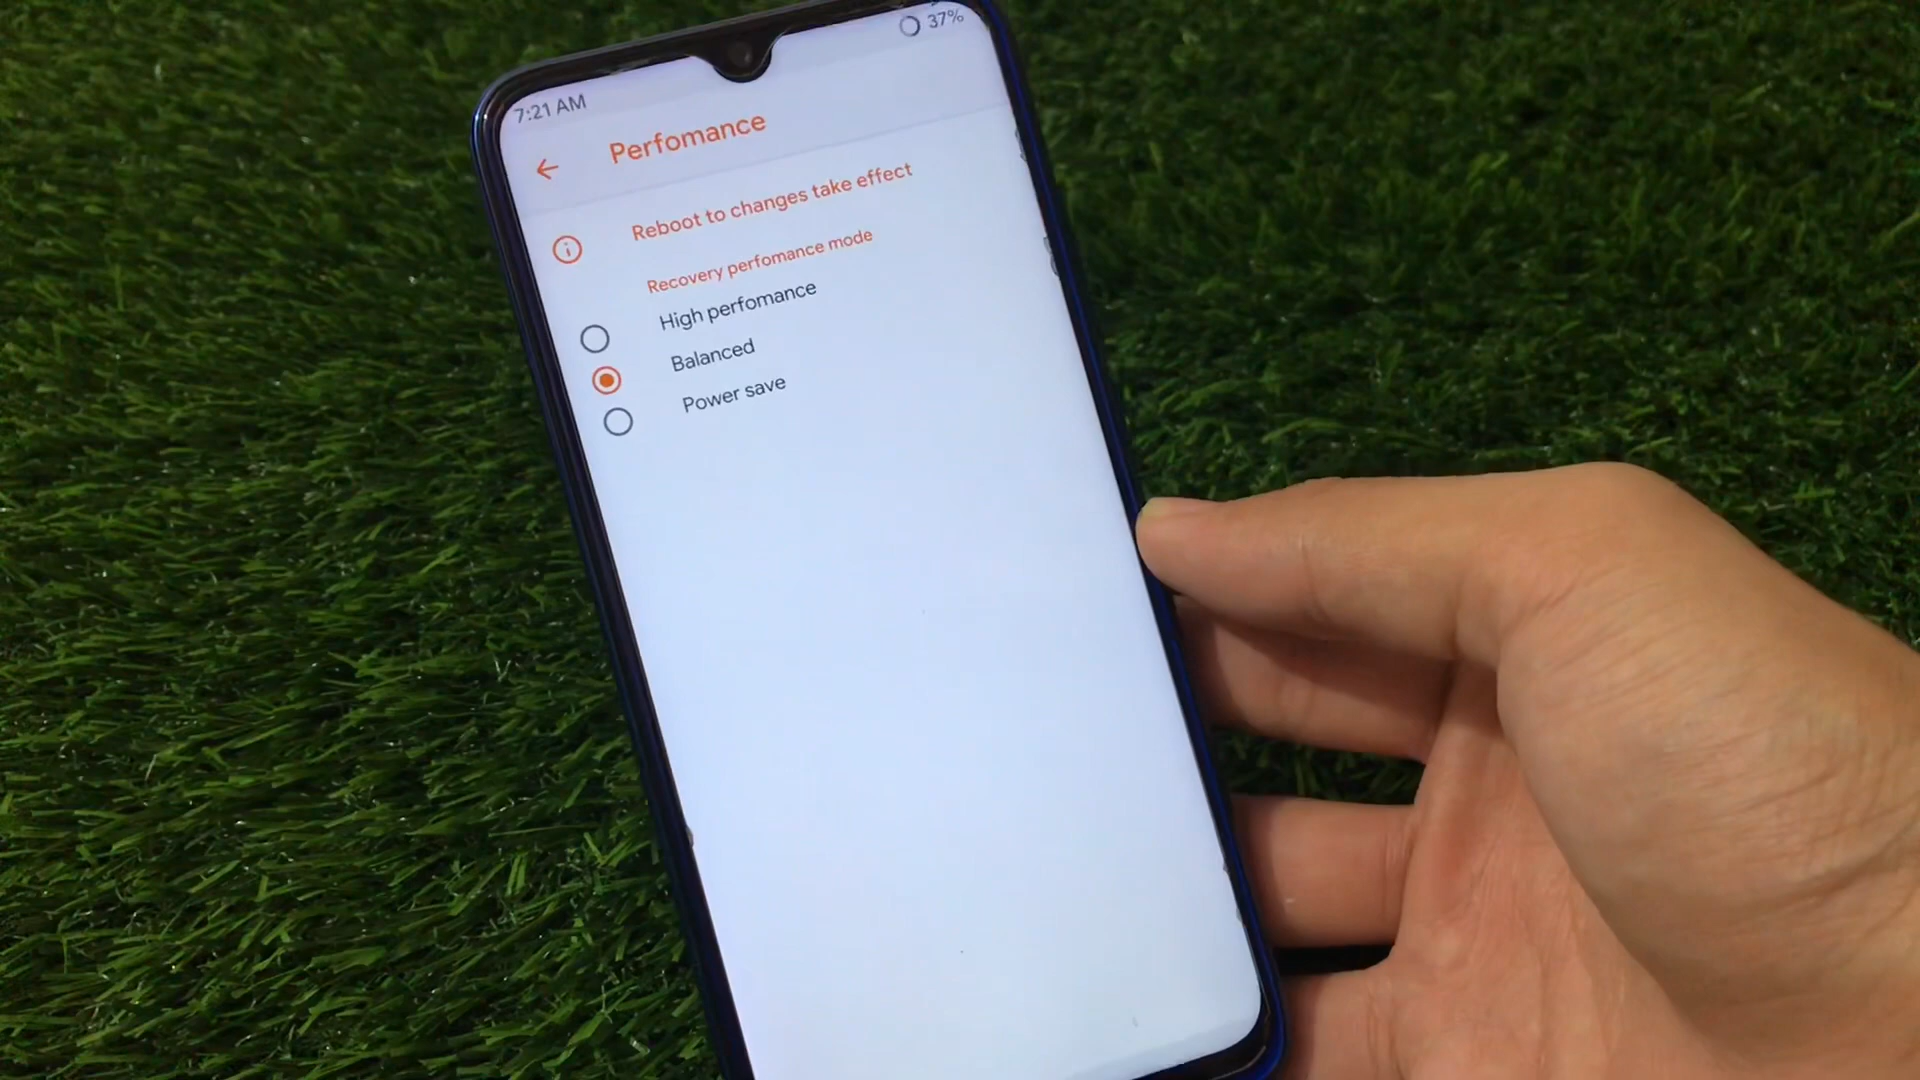 7:21 AM
37%
Perfomance
Reboot to changes take effect
Recovery perfomance mode
High perfomance
Balanced
Power save